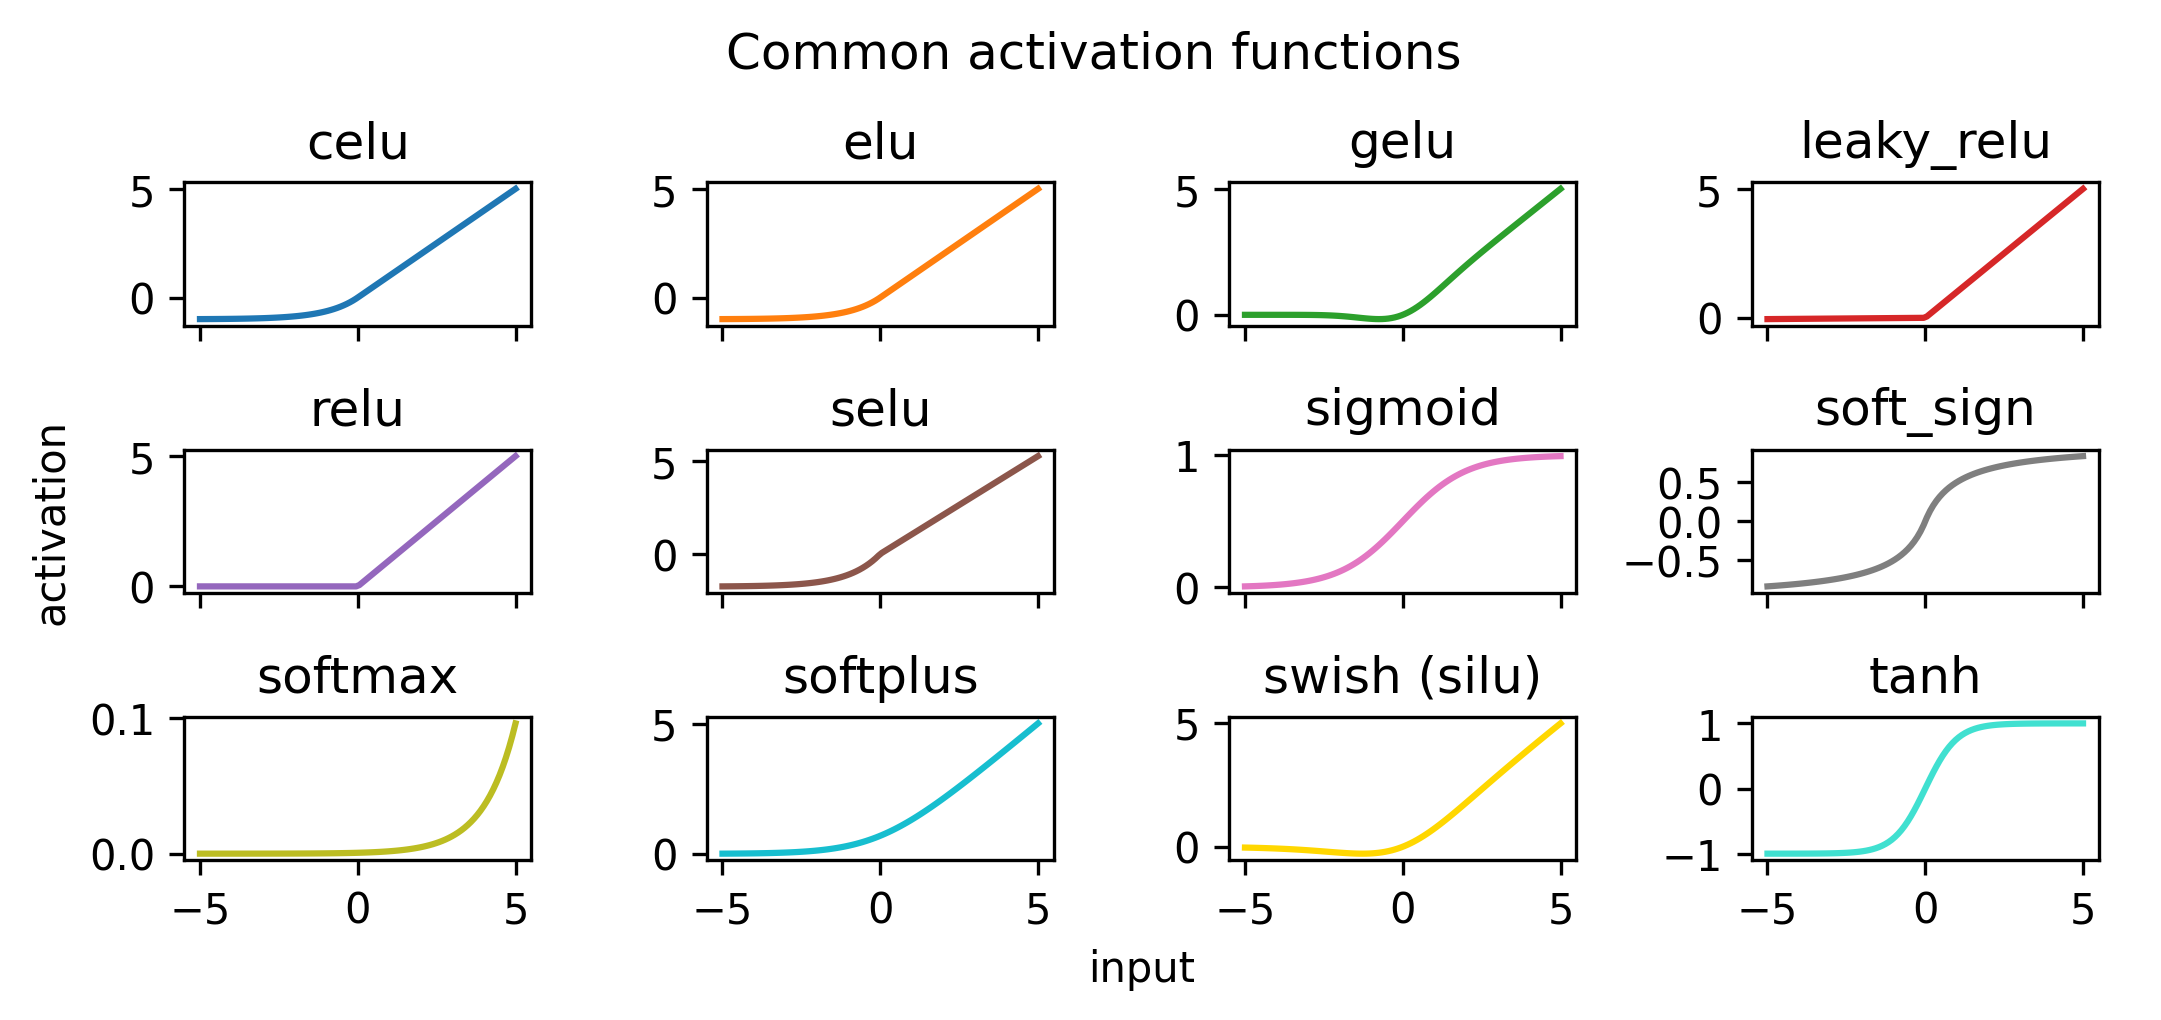 Common activation functions
celu
elu
gelu
leaky_relu
5
0
5
0
5
0
5
0
relu
selu
sigmoid
soft_sign
activation
5
0
5
0
1
0
0.5
0.0
−0.5
softmax
softplus
swish (silu)
tanh
0.1
0.0
5
0
5
0
1
0
−1
−5 0 5
−5 0 5
−5 0 5
−5 0 5
input